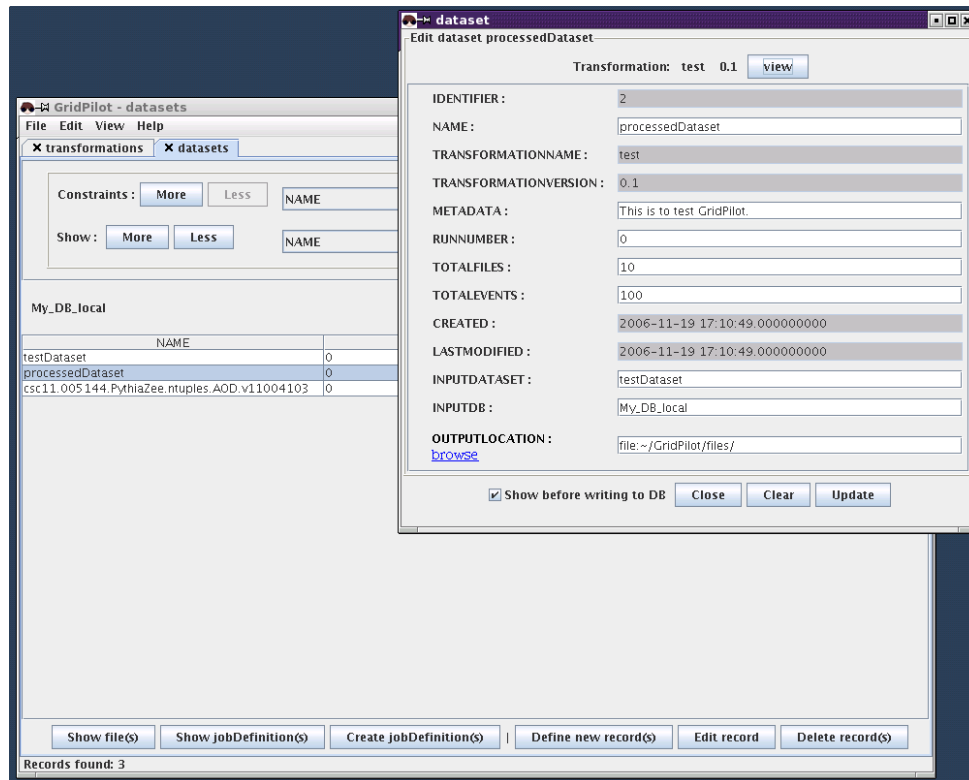 dataset
Edit dataset processedDataset
Transformation: test 0.1 view
IDENTIFIER : 2
NAME : processedDataset
TRANSFORMATIONNAME : test
TRANSFORMATIONVERSION : 0.1
METADATA : This is to test GridPilot.
RUNNUMBER : 0
TOTALFILES : 10
TOTALEVENTS : 100
CREATED : 2006-11-19 17:10:49.000000000
LASTMODIFIED : 2006-11-19 17:10:49.000000000
INPUTDATASET : testDataset
INPUTDB : My_DB_local
OUTPUTLOCATION : file:~/GridPilot/files/
browse
Show before writing to DB Close Clear Update
GridPilot - datasets
File Edit View Help
transformations datasets
Constraints : More Less NAME
Show : More Less NAME
My_DB_local
NAME
testDataset 0
processedDataset 0
csc11.005144.PythiaZee.ntuples.AOD.v11004103 0
Show file(s) Show jobDefinition(s) Create jobDefinition(s) | Define new record(s) Edit record Delete record(s)
Records found: 3